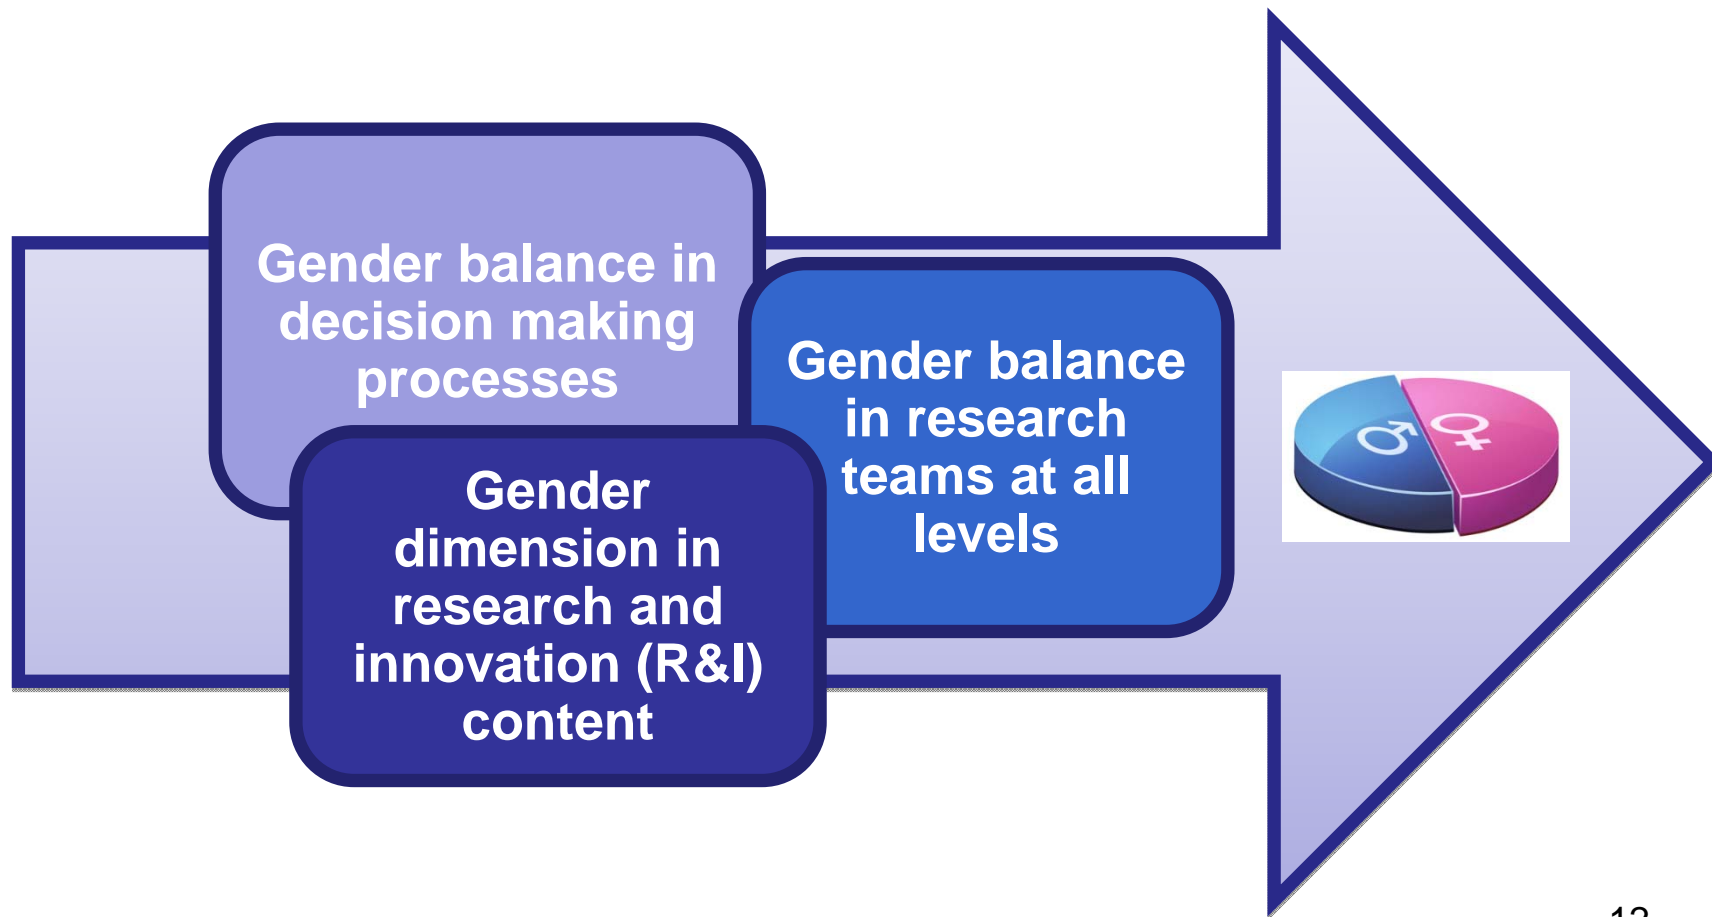 Gender balance in
decision making
processes
Gender balance
in research
teams at all
levels
Gender
dimension in
research and
innovation (R&I)
content